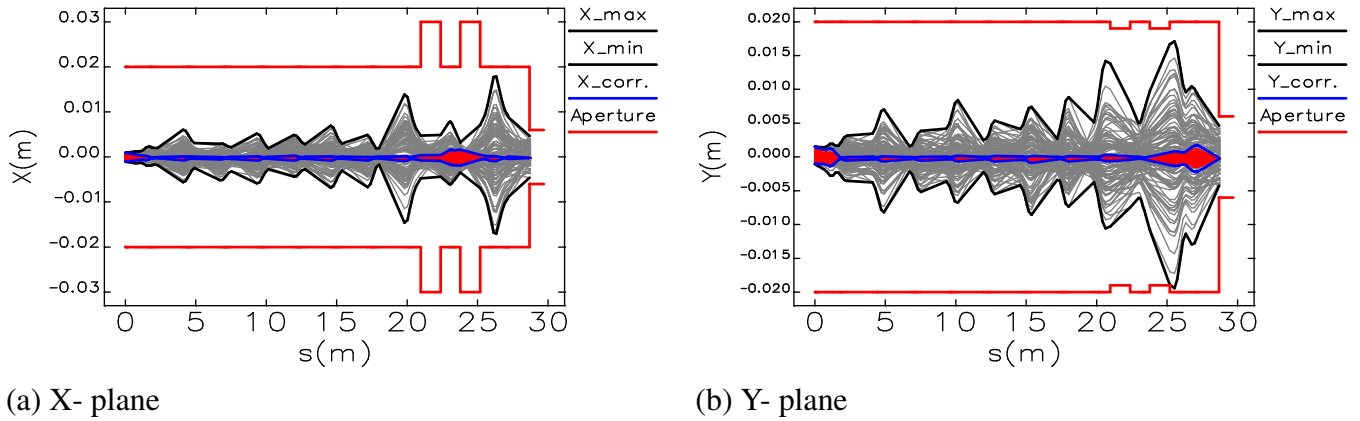 0.03
0.02
0.01
0.00
-0.01
-0.02
-0.03
X(m)
0 5 10 15 20 25 30
s(m)
X_max
X_min
X_corr.
Aperture
(a) X- plane
0.020
0.015
0.010
0.005
0.000
-0.005
-0.010
-0.015
-0.020
Y(m)
0 5 10 15 20 25 30
s(m)
Y_max
Y_min
Y_corr.
Aperture
(b) Y- plane